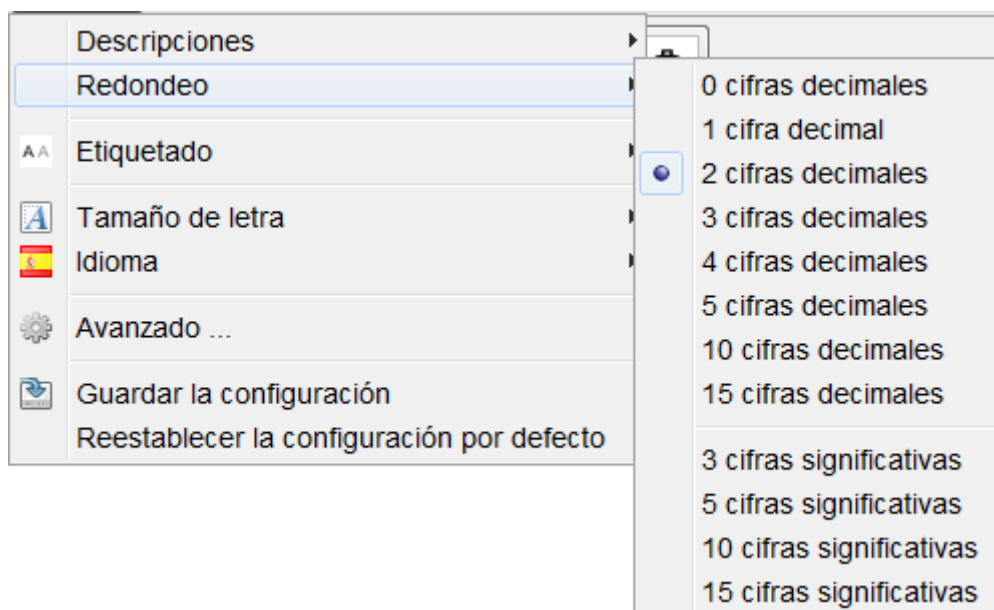 Descripciones
Redondeo
AA Etiquetado
A Tamaño de letra
Idioma
Avanzado ...
Guardar la configuración
Reestablecer la configuración por defecto
0 cifras decimales
1 cifra decimal
2 cifras decimales
3 cifras decimales
4 cifras decimales
5 cifras decimales
10 cifras decimales
15 cifras decimales
3 cifras significativas
5 cifras significativas
10 cifras significativas
15 cifras significativas